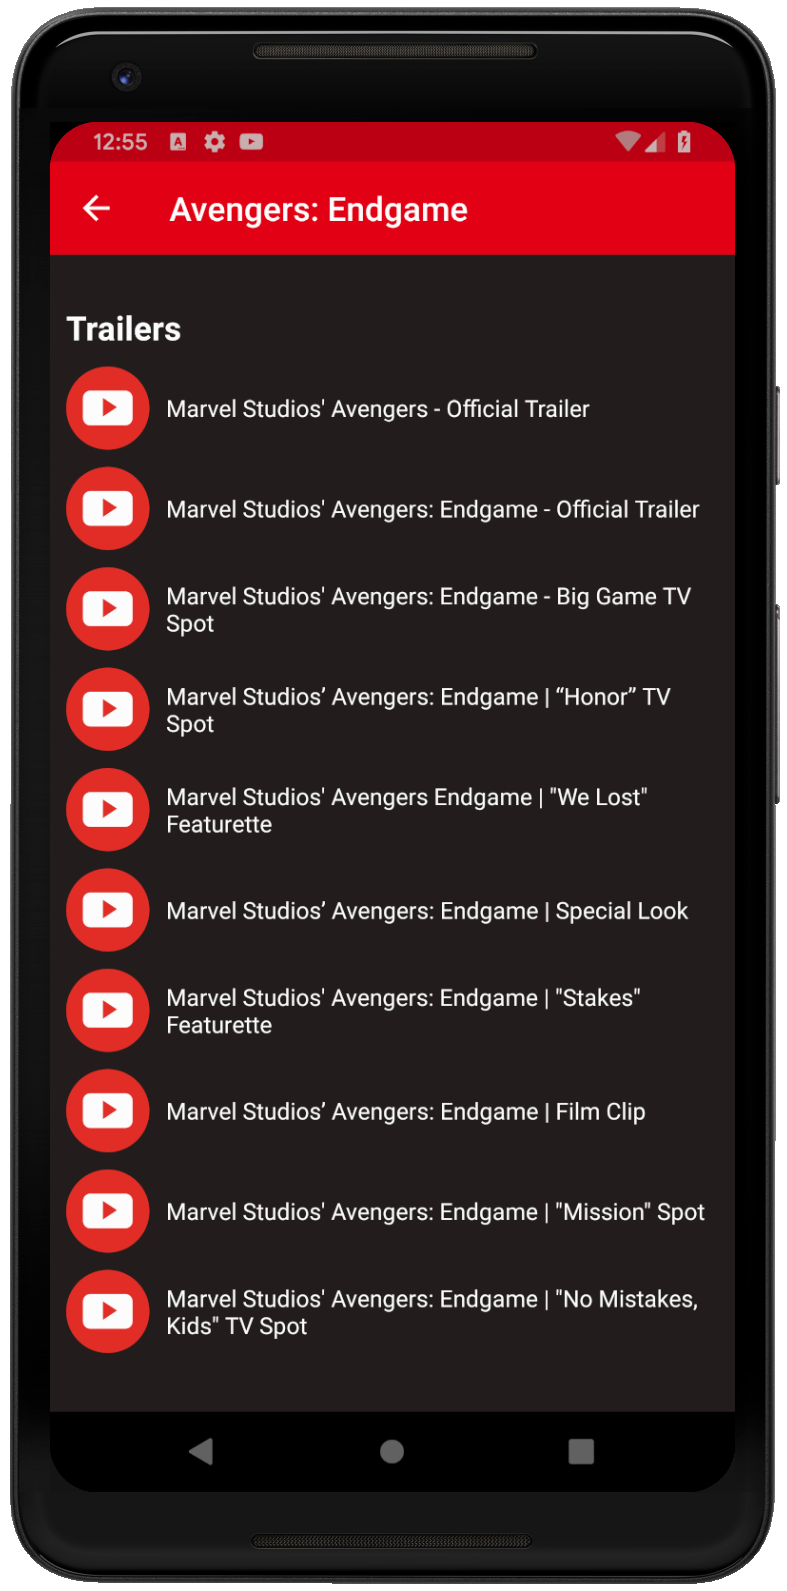 12:55
Avengers: Endgame
Trailers
Marvel Studios' Avengers - Official Trailer
Marvel Studios' Avengers: Endgame - Official Trailer
Marvel Studios' Avengers: Endgame - Big Game TV
Spot
Marvel Studios’ Avengers: Endgame | “Honor” TV
Spot
Marvel Studios' Avengers Endgame | "We Lost"
Featurette
Marvel Studios’ Avengers: Endgame | Special Look
Marvel Studios' Avengers: Endgame | "Stakes"
Featurette
Marvel Studios’ Avengers: Endgame | Film Clip
Marvel Studios' Avengers: Endgame | "Mission" Spot
Marvel Studios' Avengers: Endgame | "No Mistakes,
Kids" TV Spot